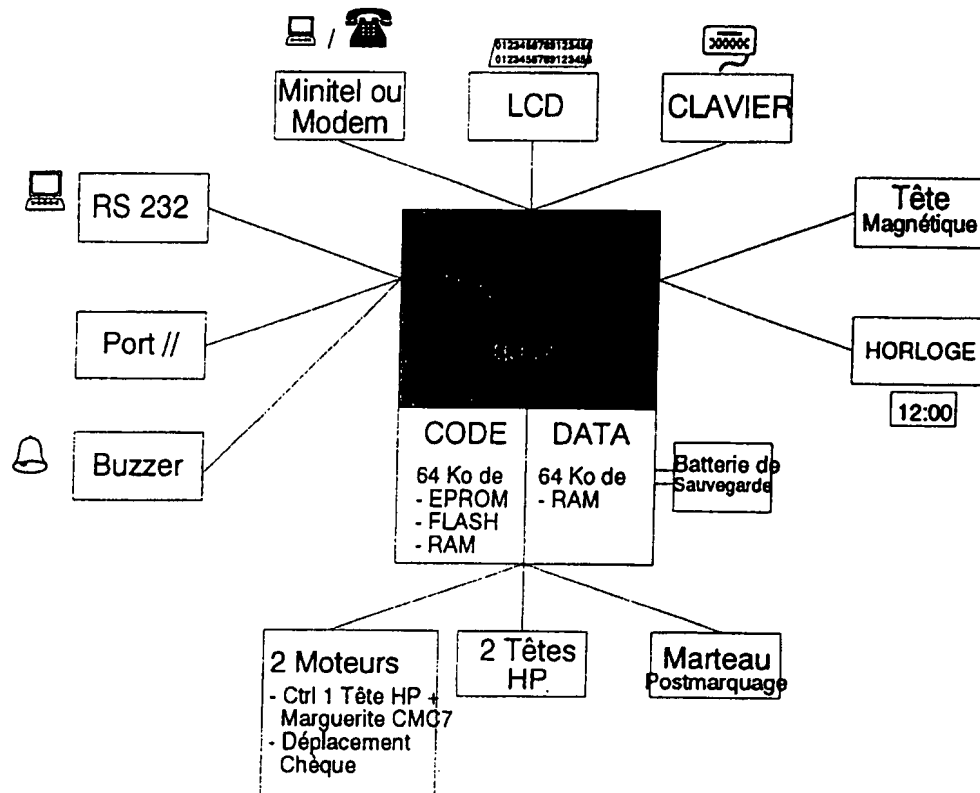 /
0123456789123456
0123456789123456
Minitel ou
Modem
LCD
CLAVIER
RS 232
Tête
Magnétique
Port //
HORLOGE
12:00
Buzzer
CODE
64 Ko de
- EPROM
- FLASH
- RAM
DATA
64 Ko de
- RAM
Batterie de
Sauvegarde
2 Moteurs
- Ctrl 1 Tête HP +
Marguerite CMC7
- Déplacement
Chèque
2 Têtes
HP
Marteau
Postmarquage